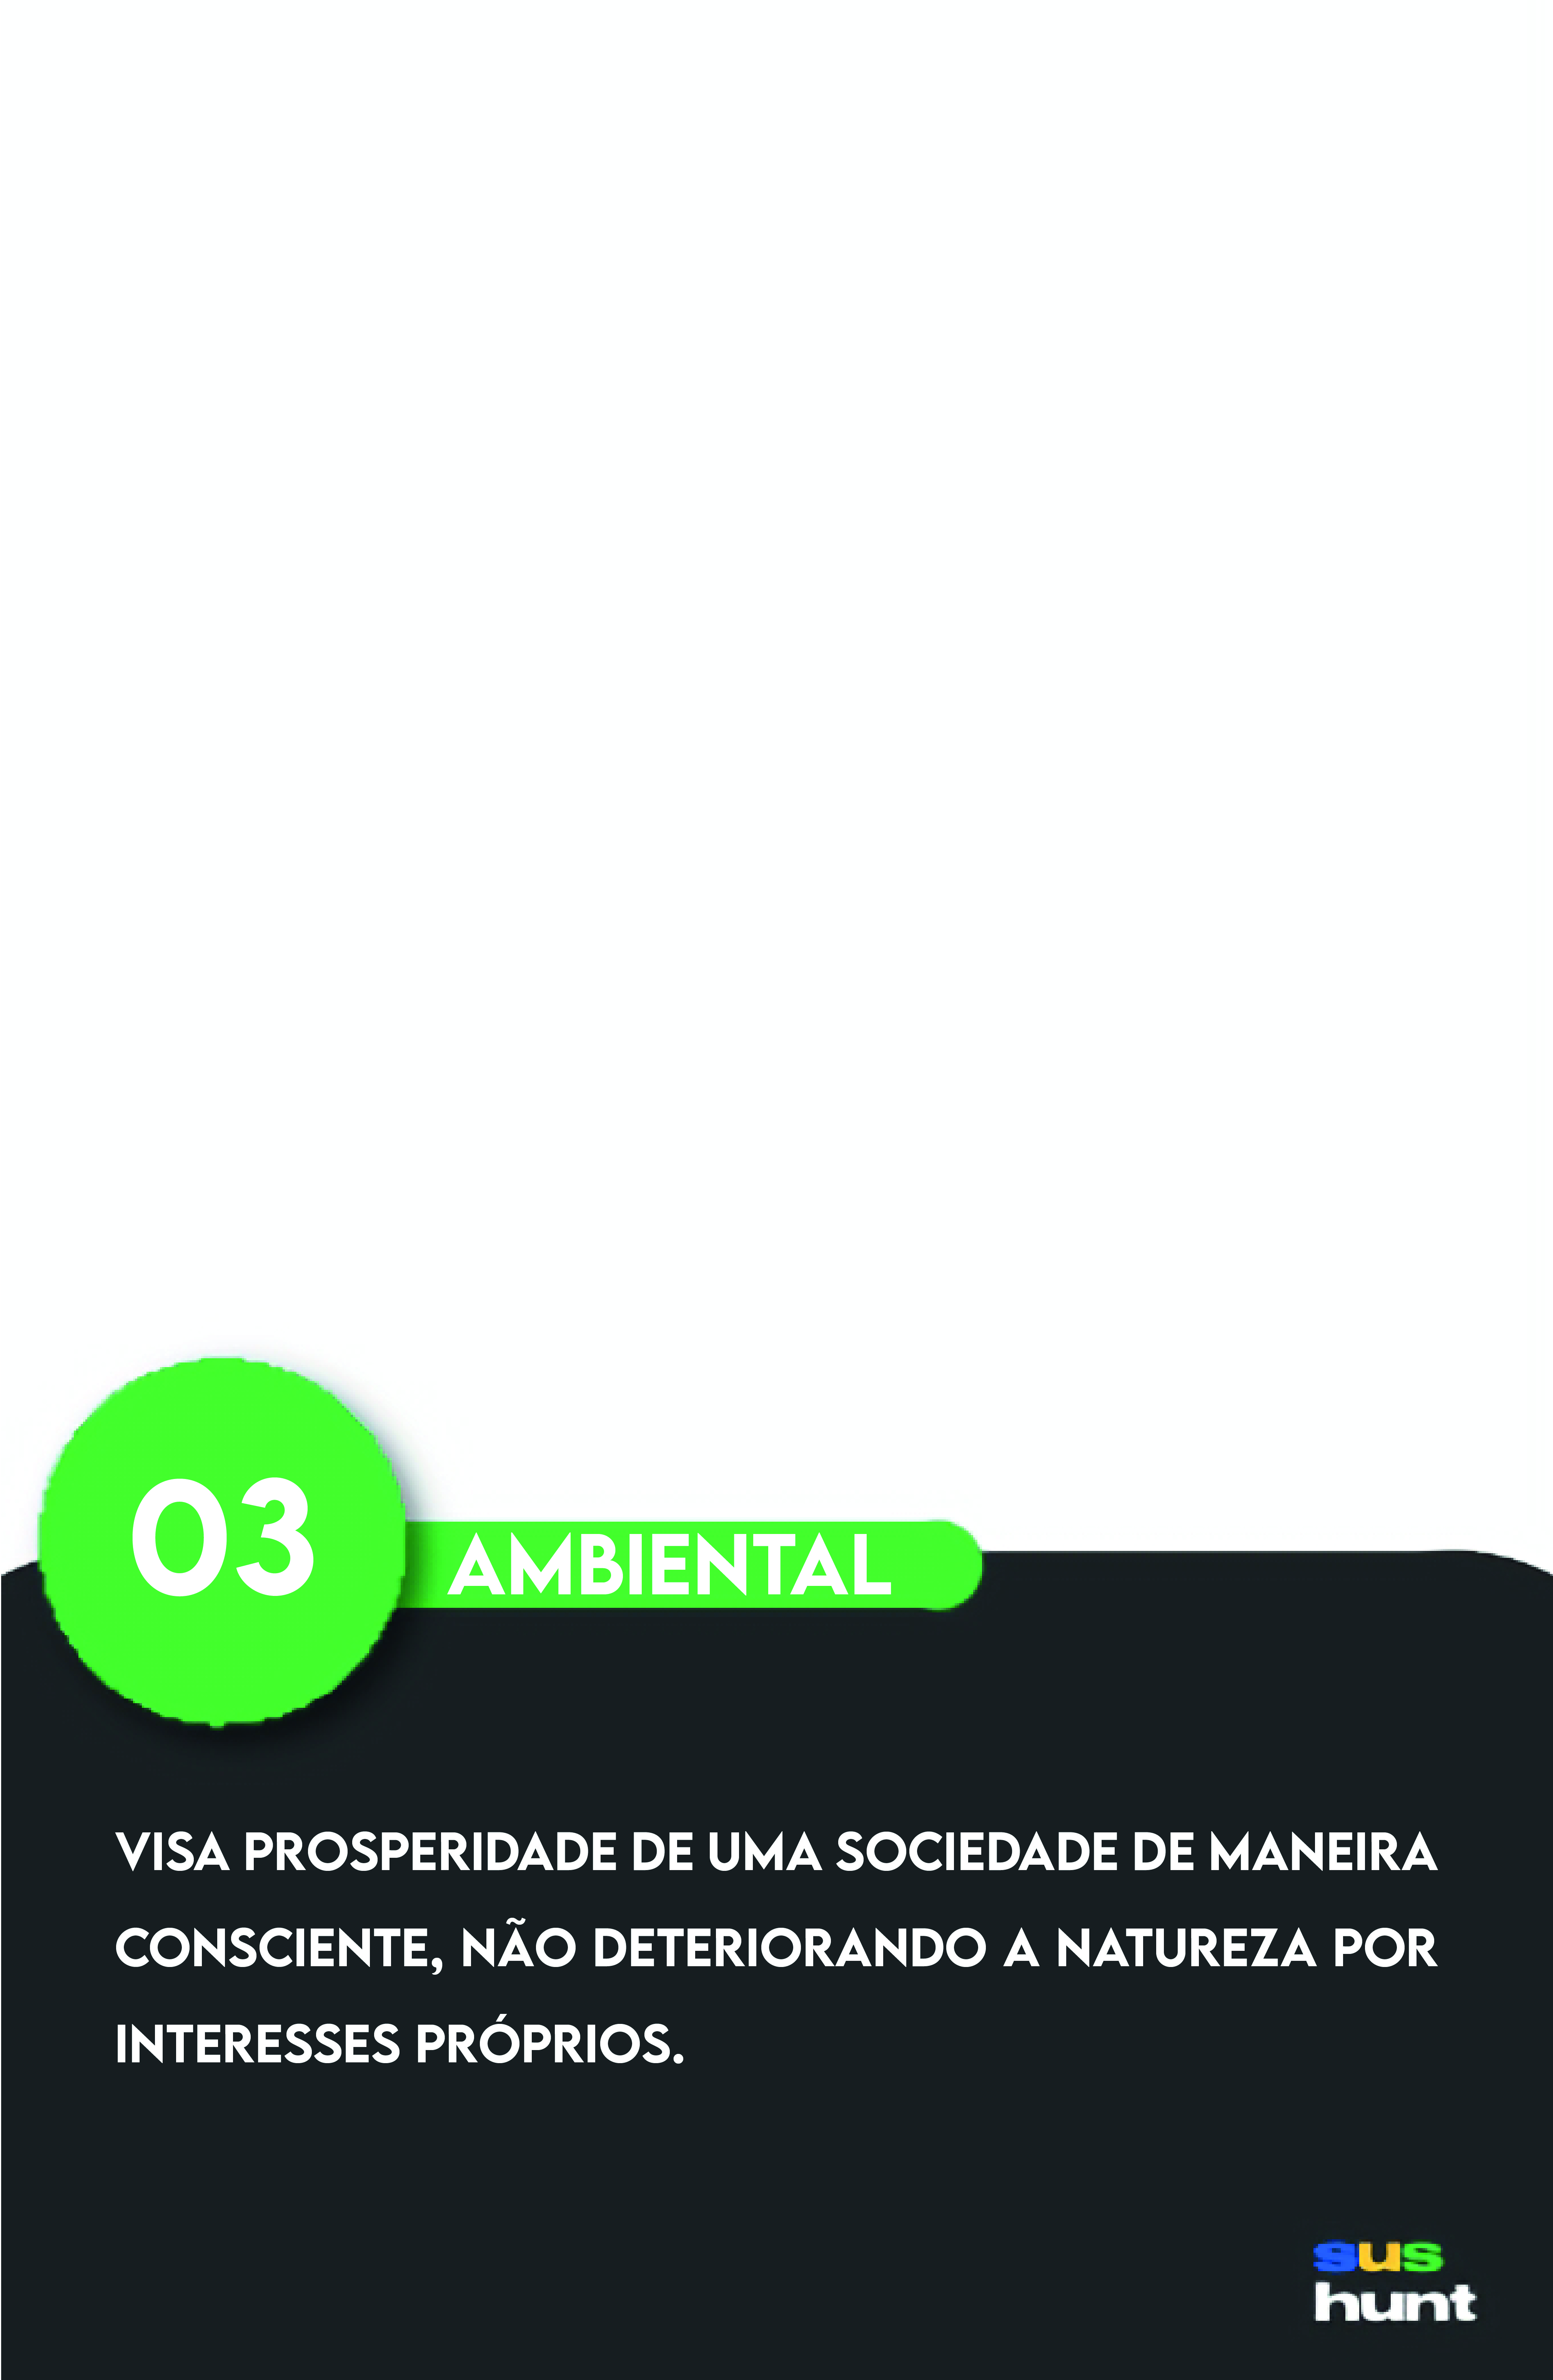 03
AMBIENTAL
VISA PROSPERIDADE DE UMA SOCIEDADE DE MANEIRA
CONSCIENTE, NÃO DETERIORANDO A NATUREZA POR
INTERESSES PRÓPRIOS.
sus
hunt